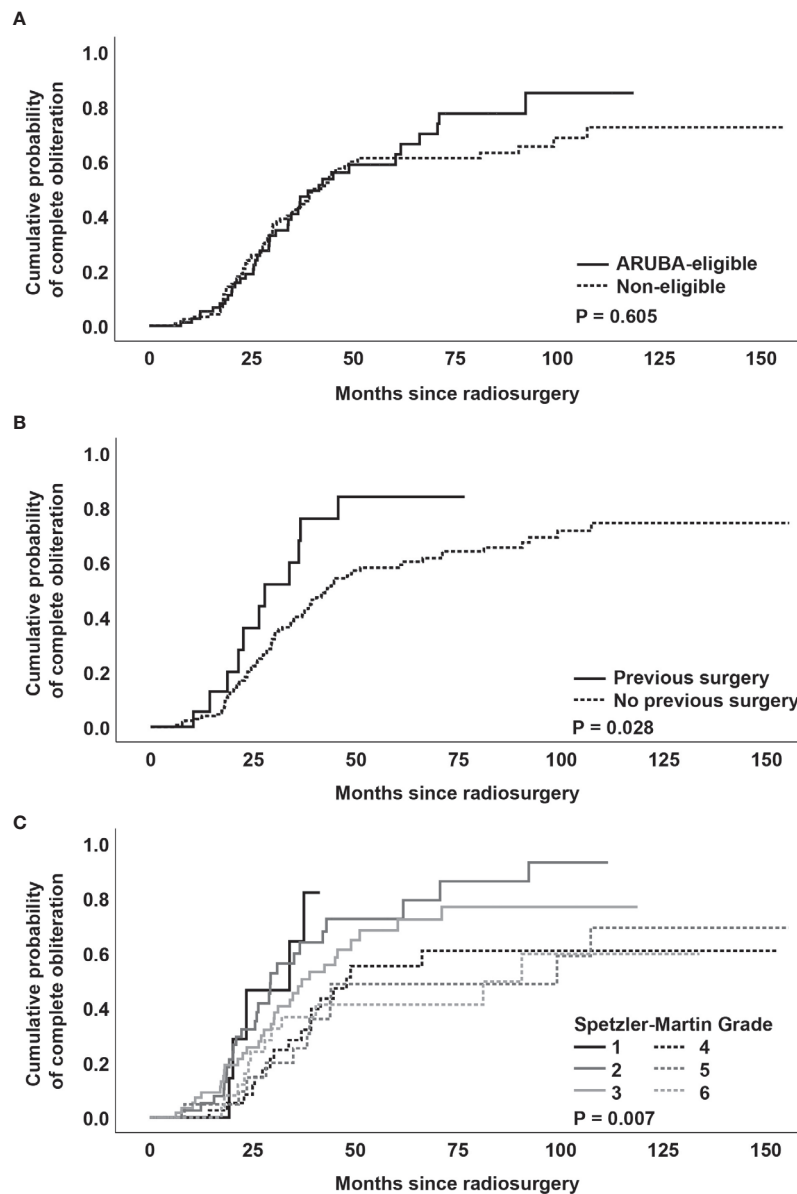 A
Cumulative probability
of complete obliteration
1.0
0.8
0.6
0.4
0.2
0.0
ARUBA-eligible
Non-eligible
P = 0.605
0 25 50 75 100 125 150
Months since radiosurgery
B
Cumulative probability
of complete obliteration
1.0
0.8
0.6
0.4
0.2
0.0
Previous surgery
No previous surgery
P = 0.028
0 25 50 75 100 125 150
Months since radiosurgery
C
Cumulative probability
of complete obliteration
1.0
0.8
0.6
0.4
0.2
0.0
Spetzler-Martin Grade
1 4
2 5
3 6
P = 0.007
0 25 50 75 100 125 150
Months since radiosurgery